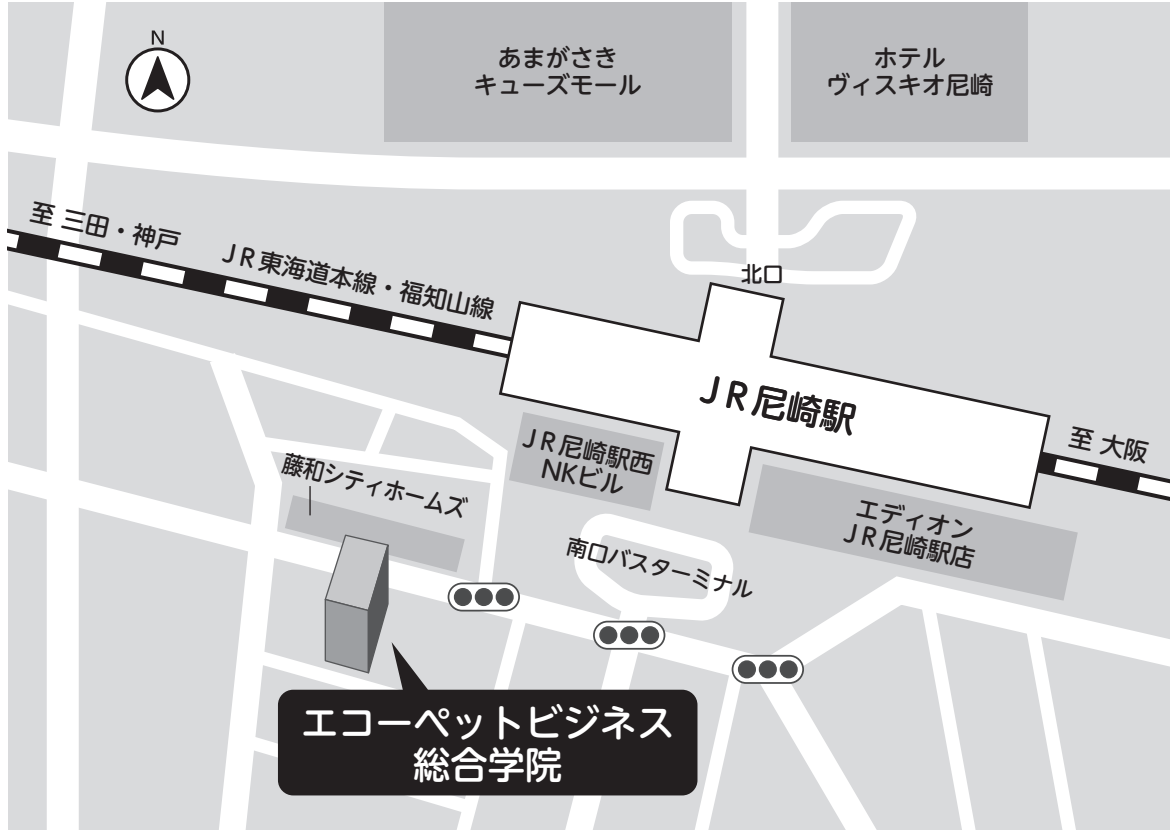 N
あまがさき
キューズモール
ホテル
ヴィスキオ尼崎
至 三田・神戸
JR東海道本線・福知山線
北口
JR尼崎駅
至 大阪
JR尼崎駅西
NKビル
藤和シティホームズ
エディオン
JR尼崎駅店
南口バスターミナル
エコーペットビジネス
総合学院